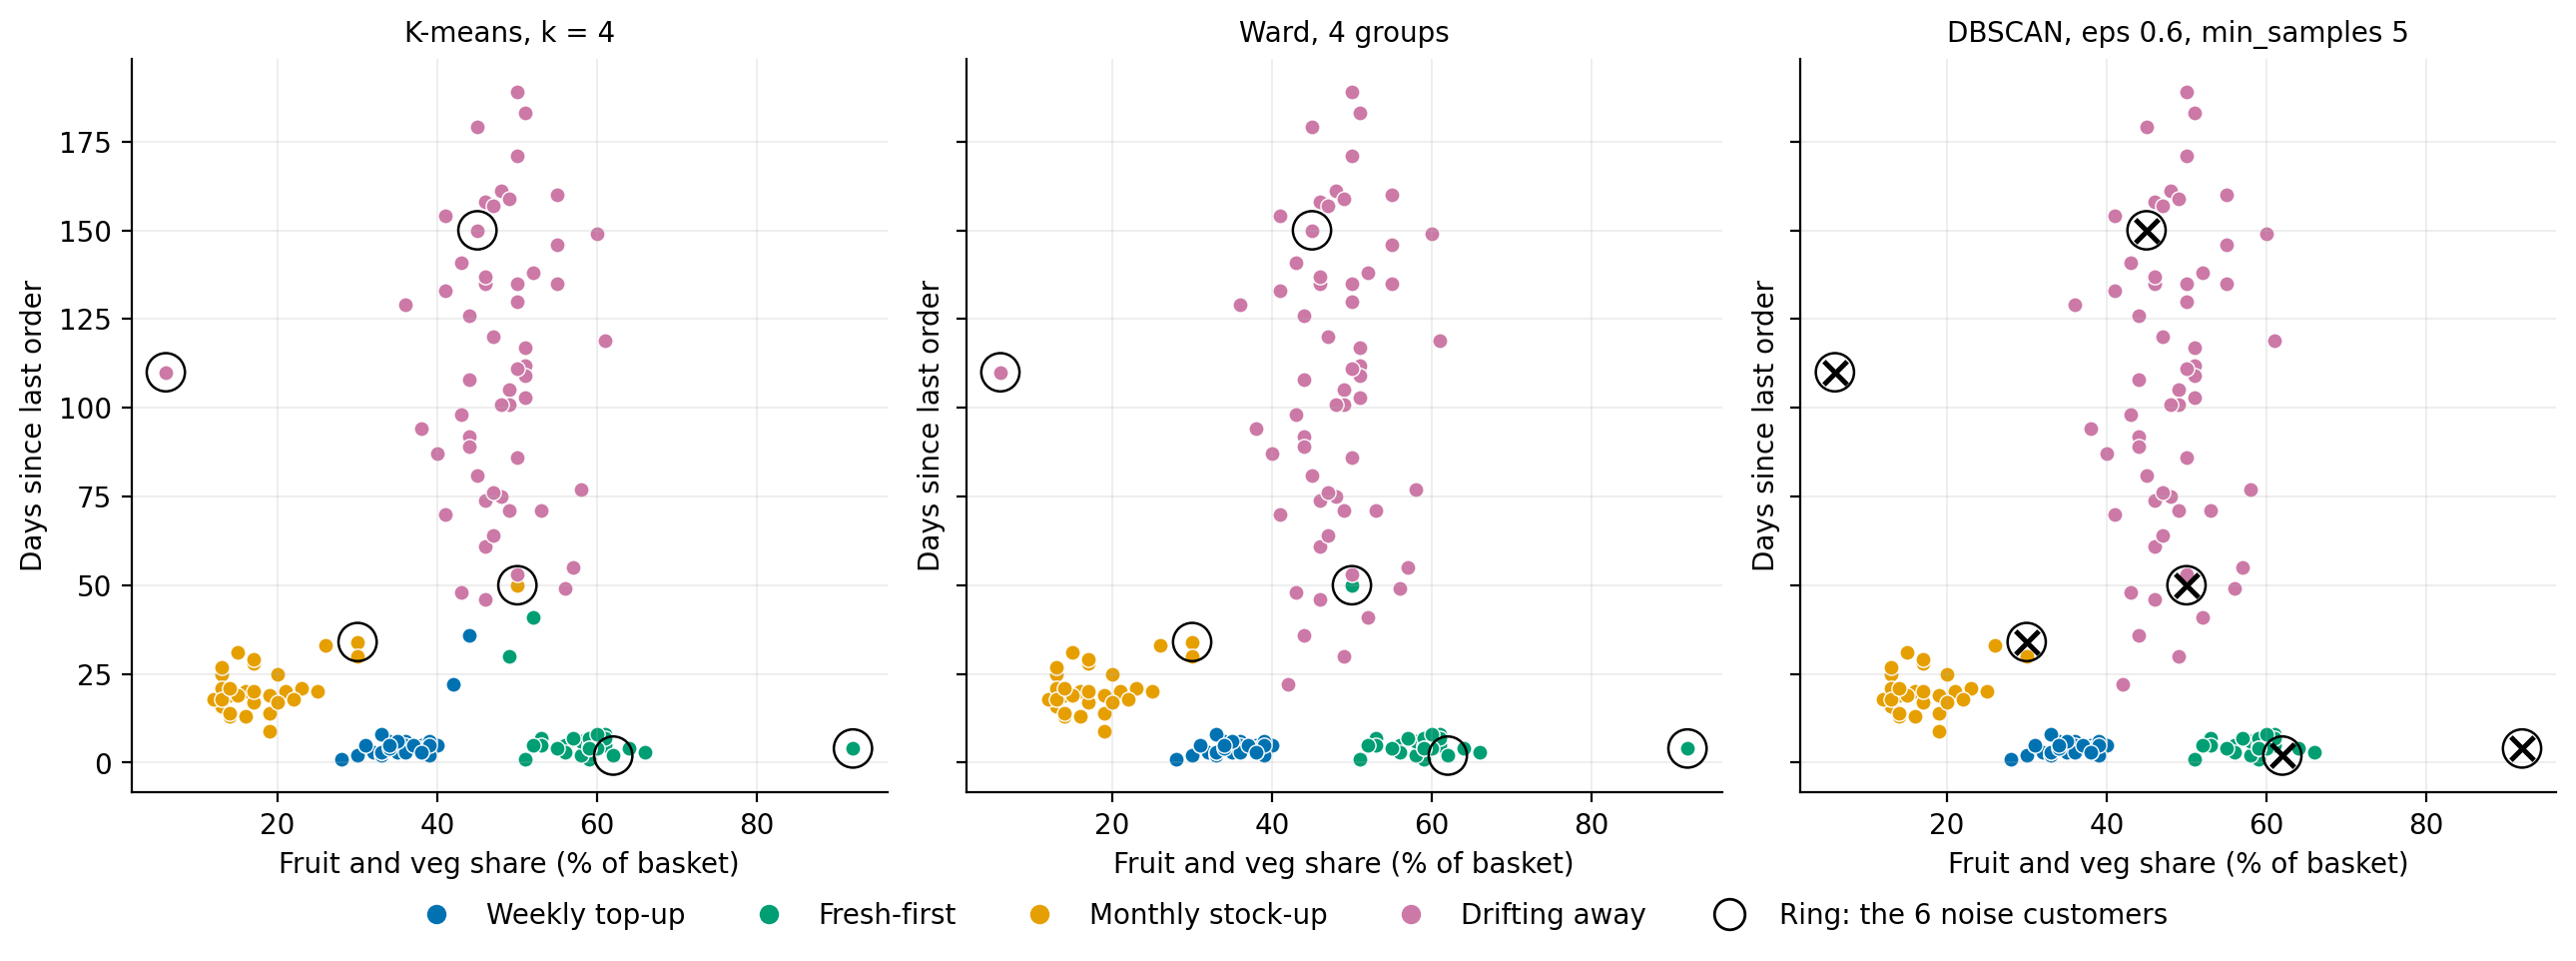 K-means, k = 4
Ward, 4 groups
DBSCAN, eps 0.6, min_samples 5
Days since last order
175
150
125
100
75
50
25
0
20
40
60
80
Fruit and veg share (% of basket)
Days since last order
20
40
60
80
Fruit and veg share (% of basket)
Days since last order
20
40
60
80
Fruit and veg share (% of basket)
Weekly top-up
Fresh-first
Monthly stock-up
Drifting away
Ring: the 6 noise customers